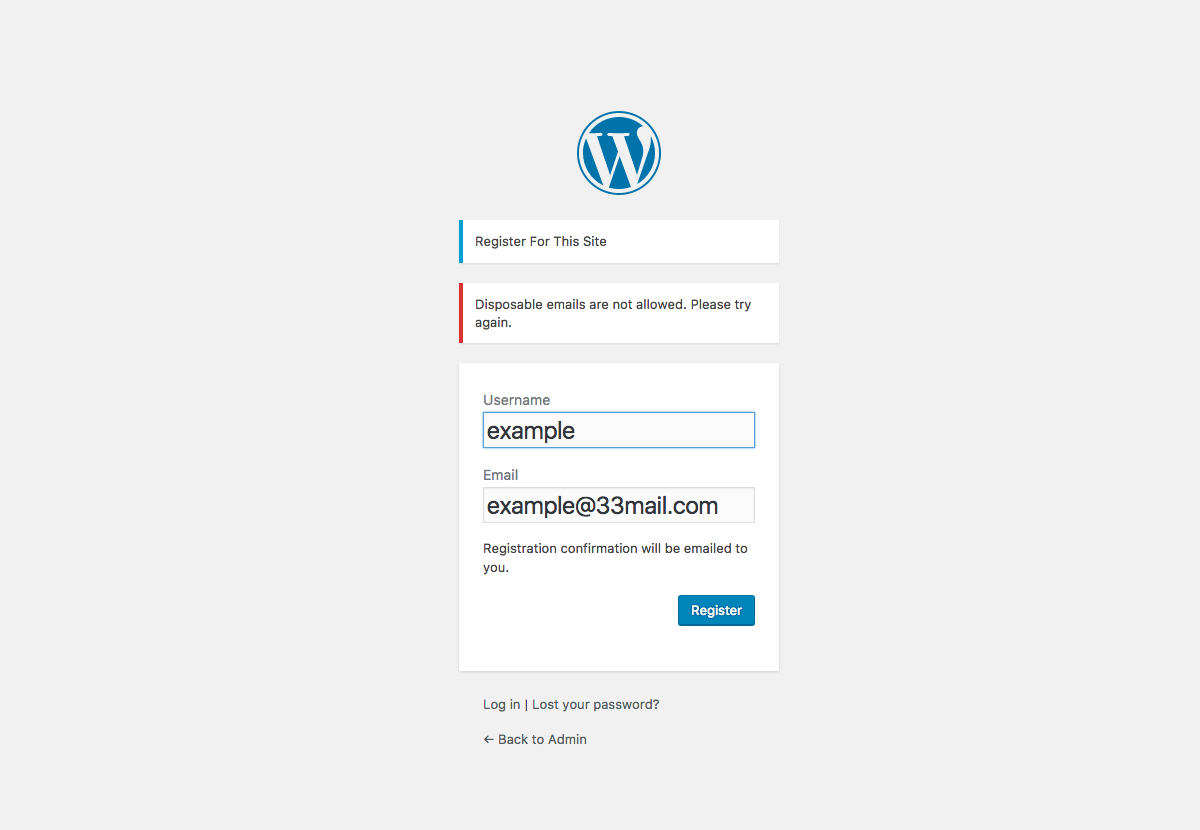 Register For This Site
Disposable emails are not allowed. Please try
again.
Username
example
Email
example@33mail.com
Registration confirmation will be emailed to
you.
Register
Log in | Lost your password?
← Back to Admin